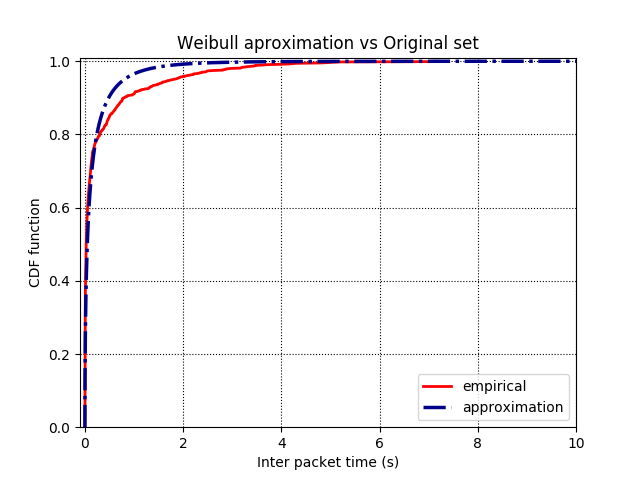 Weibull aproximation vs Original set
CDF function
1.0
0.8
0.6
0.4
0.2
0.0
empirical
approximation
0 2 4 6 8 10
Inter packet time (s)